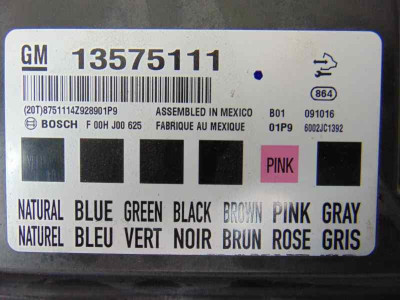 GM 13575111
864
(20T)8751114Z928901P9 ASSEMBLED IN MEXICO B01 091016
BOSCH F 00H J00 625 FABRIQUE AU MEXIQUE 01P9 6002JC1392
PINK
NATURAL BLUE GREEN BLACK BROWN PINK GRAY
NATUREL BLEU VERT NOIR BRUN ROSE GRIS